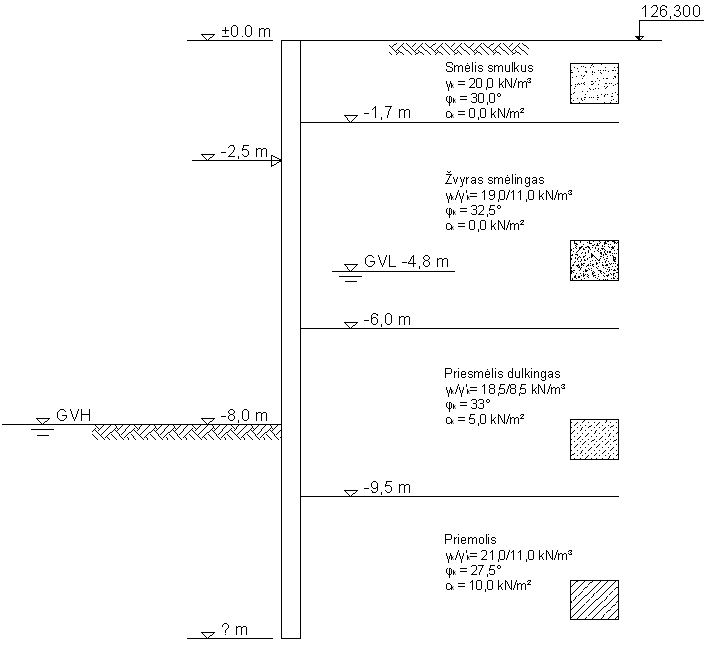 ±0.0 m
126,300
Smėlis smulkus
γₖ = 20,0 kN/m³
φₖ = 30,0°
cₖ = 0,0 kN/m²
-1,7 m
-2,5 m
Žvyras smėlingas
γₖ/γ'ₖ= 19,0/11,0 kN/m³
φₖ = 32,5°
cₖ = 0,0 kN/m²
GVL -4,8 m
-6,0 m
Priesmėlis dulkingas
γₖ/γ'ₖ= 18,5/8,5 kN/m³
φₖ = 33°
cₖ = 5,0 kN/m²
GVH
-8,0 m
-9,5 m
Priemolis
γₖ/γ'ₖ= 21,0/11,0 kN/m³
φₖ = 27,5°
cₖ = 10,0 kN/m²
? m